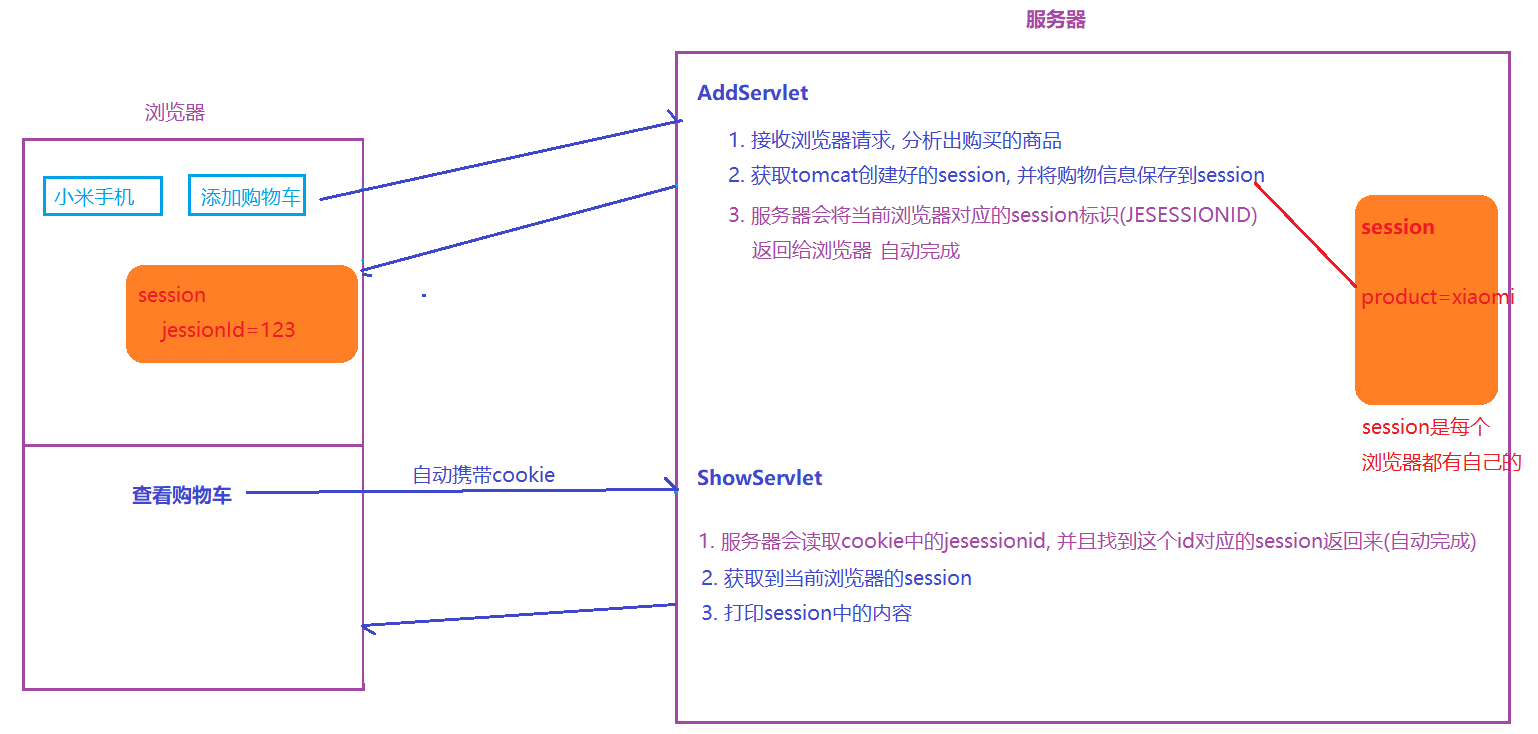 服务器
浏览器
小米手机
添加购物车
session
jessionId=123
查看购物车
自动携带cookie
AddServlet
1. 接收浏览器请求, 分析出购买的商品
2. 获取tomcat创建好的session, 并将购物信息保存到session
3. 服务器会将当前浏览器对应的session标识(JESESSIONID)
返回给浏览器 自动完成
session
product=xiaomi
session是每个
浏览器都有自己的
ShowServlet
1. 服务器会读取cookie中的jesessionid, 并且找到这个id对应的session返回来(自动完成)
2. 获取到当前浏览器的session
3. 打印session中的内容